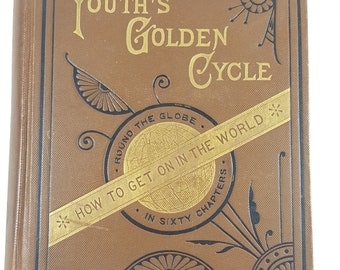 YOUTH'S
GOLDEN
CYCLE
ROUND THE GLOBE
HOW TO GET ON IN THE WORLD
IN SIXTY CHAPTERS